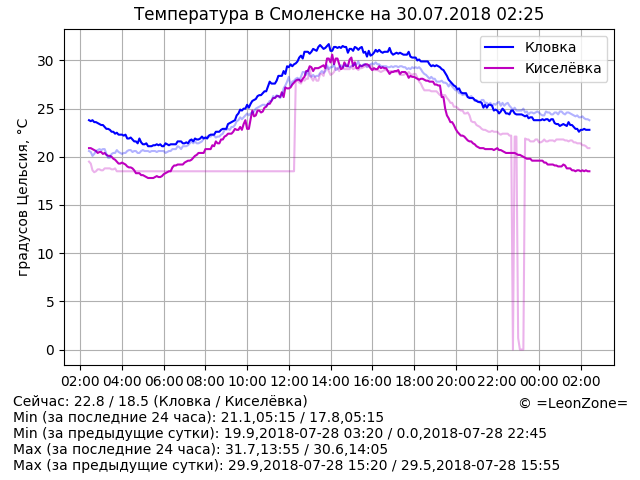 Температура в Смоленске на 30.07.2018 02:25
Кловка
Киселёвка
градусов Цельсия, °C
30
25
20
15
10
5
0
02:00 04:00 06:00 08:00 10:00 12:00 14:00 16:00 18:00 20:00 22:00 00:00 02:00
Сейчас: 22.8 / 18.5 (Кловка / Киселёвка)
© =LeonZone=
Min (за последние 24 часа): 21.1,05:15 / 17.8,05:15
Min (за предыдущие сутки): 19.9,2018-07-28 03:20 / 0.0,2018-07-28 22:45
Max (за последние 24 часа): 31.7,13:55 / 30.6,14:05
Max (за предыдущие сутки): 29.9,2018-07-28 15:20 / 29.5,2018-07-28 15:55